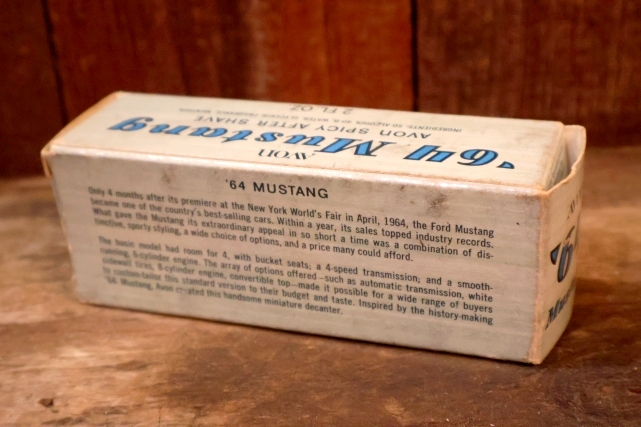 AVON
'64 Mustang
AVON SPICY AFTER SHAVE
2 FL. OZ.
'64 MUSTANG
Only 4 months after its premiere at the New York World's Fair in April, 1964, the Ford Mustang
became one of the country's best-selling cars. Within a year, its sales topped industry records.
What gave the Mustang its extraordinary appeal in so short a time was a combination of dis-
tinctive, sporty styling, a wide choice of options, and a price many could afford.
The basic model had room for 4, with bucket seats; a 4-speed transmission; and a smooth-
running, 6-cylinder engine. The array of options offered—such as automatic transmission, white
sidewall tires, 8-cylinder engine, convertible top—made it possible for a wide range of buyers
to custom-tailor this standard version to their budget and taste. Inspired by the history-making
'64 Mustang, Avon created this handsome miniature decanter.